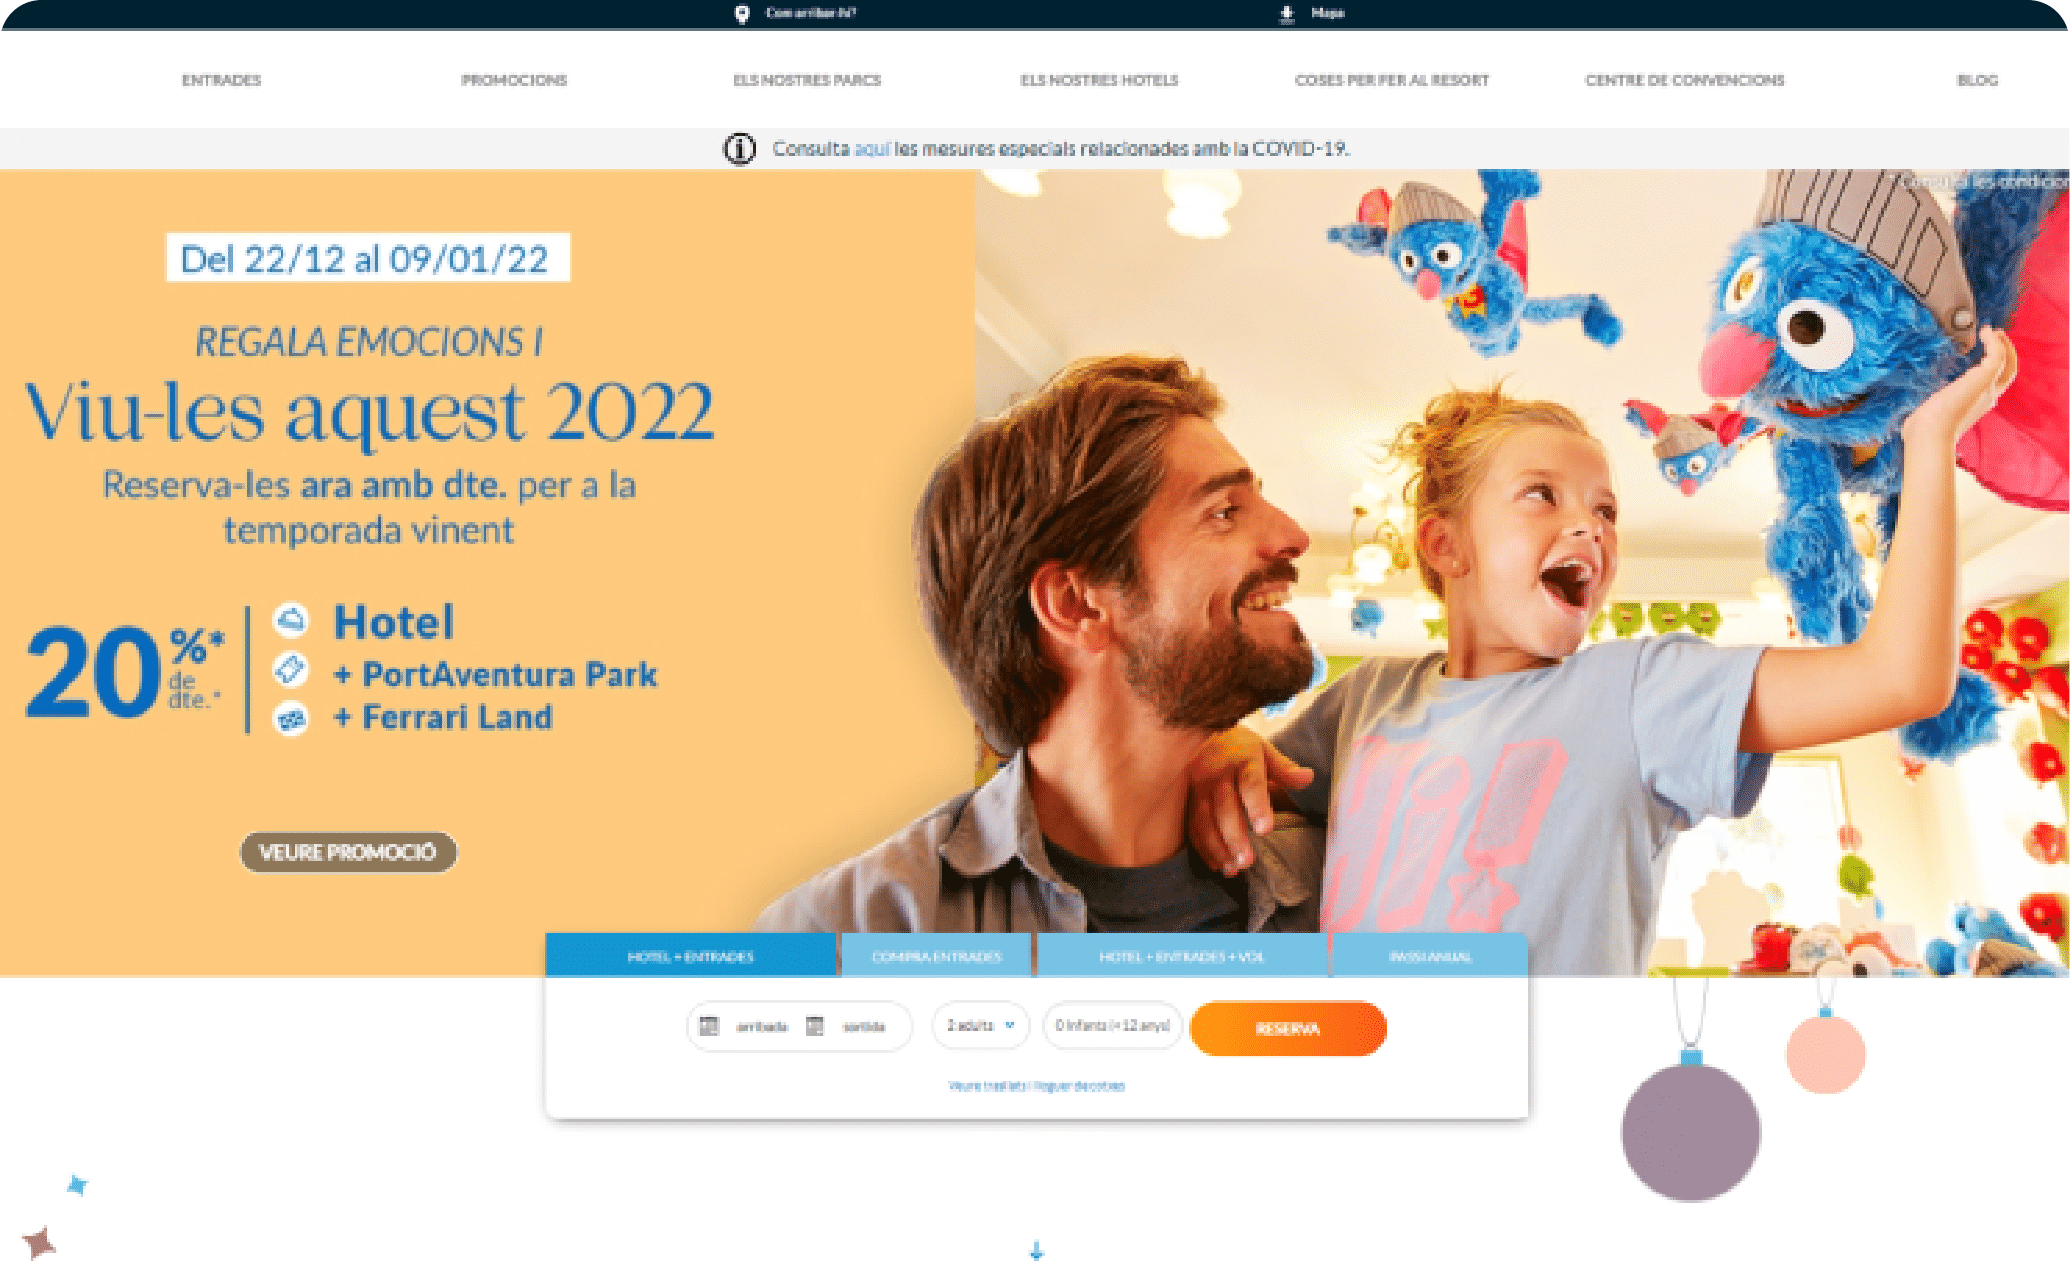 Com arribar-hi?
Mapa
ENTRADES
PROMOCIONS
ELS NOSTRES PARCS
ELS NOSTRES HOTELS
COSES PER FER AL RESORT
CENTRE DE CONVENCIONS
BLOG
Consulta aquí les mesures especials relacionades amb la COVID-19.
* Consulta les condicion
Del 22/12 al 09/01/22
REGALA EMOCIONS I
Viu-les aquest 2022
Reserva-les ara amb dte. per a la
temporada vinent
20%*
de
dte.*
Hotel
+ PortAventura Park
+ Ferrari Land
Hi!
VEURE PROMOCIÓ
HOTEL + ENTRADES
COMPRA ENTRADES
HOTEL + ENTRADES + VOL
PASSI ANUAL
arribada
sortida
2 adults
0 Infants (<12 anys)
RESERVA
Veure trasllats i lloguer de cotxes